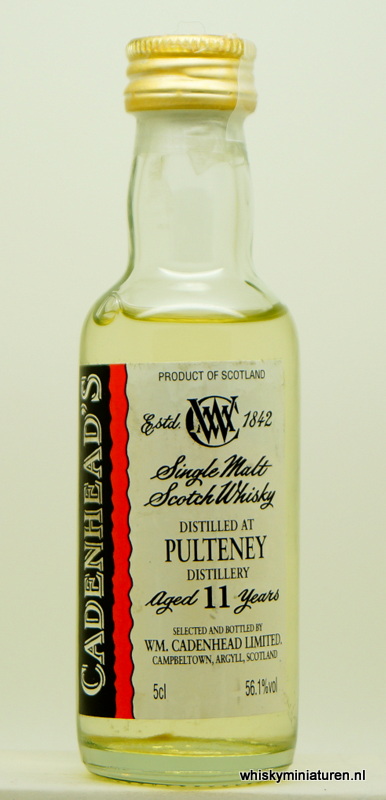 CADENHEAD'S
PRODUCT OF SCOTLAND
Estd. WC 1842
Single Malt
Scotch Whisky
DISTILLED AT
PULTENEY
DISTILLERY
Aged 11 Years
SELECTED AND BOTTLED BY
WM. CADENHEAD LIMITED.
CAMPBELTOWN, ARGYLL, SCOTLAND
5cl 56.1%vol
whiskyminiaturen.nl